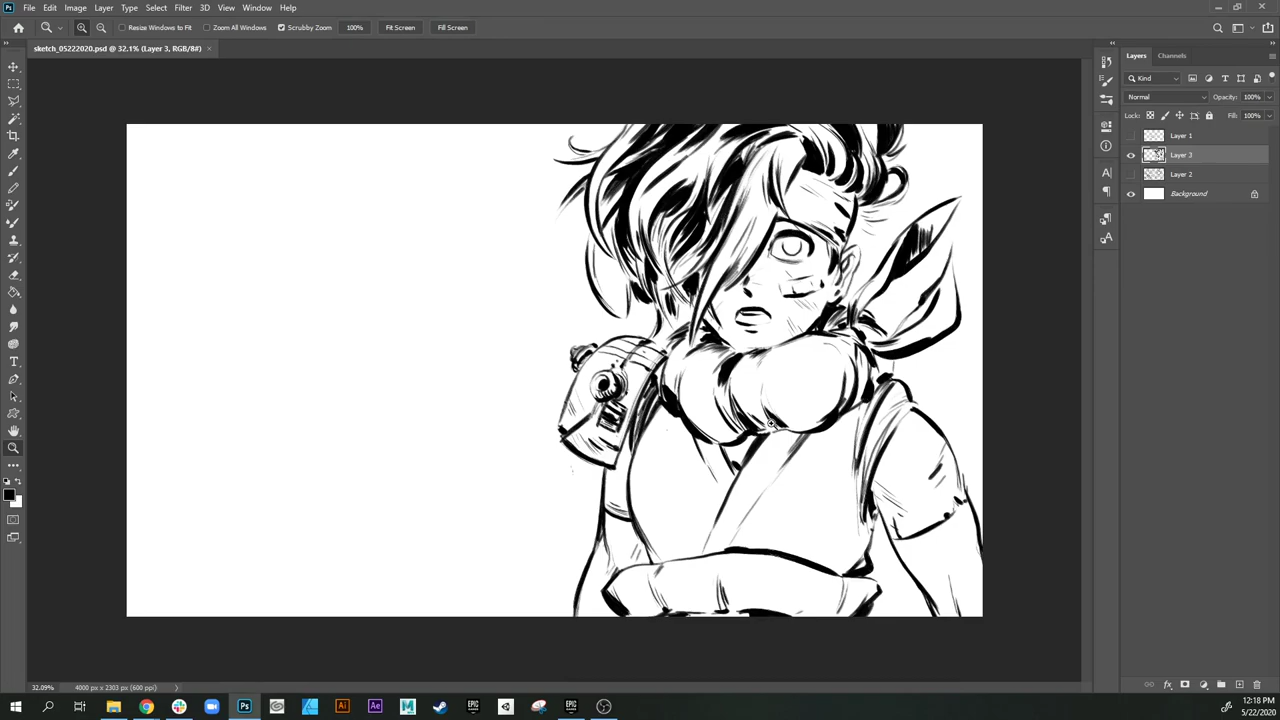 Ps File Edit Image Layer Type Select Filter 3D View Window Help
Resize Windows to Fit Zoom All Windows Scrubby Zoom 100% Fit Screen Fill Screen
sketch_05222020.psd @ 32.1% (Layer 3, RGB/8#) ×
Layers Channels
Kind
Normal Opacity: 100%
Lock: Fill: 100%
Layer 1
Layer 3
Layer 2
Background
32.09% 4000 px x 2303 px (600 ppi)
12:18 PM
5/22/2020